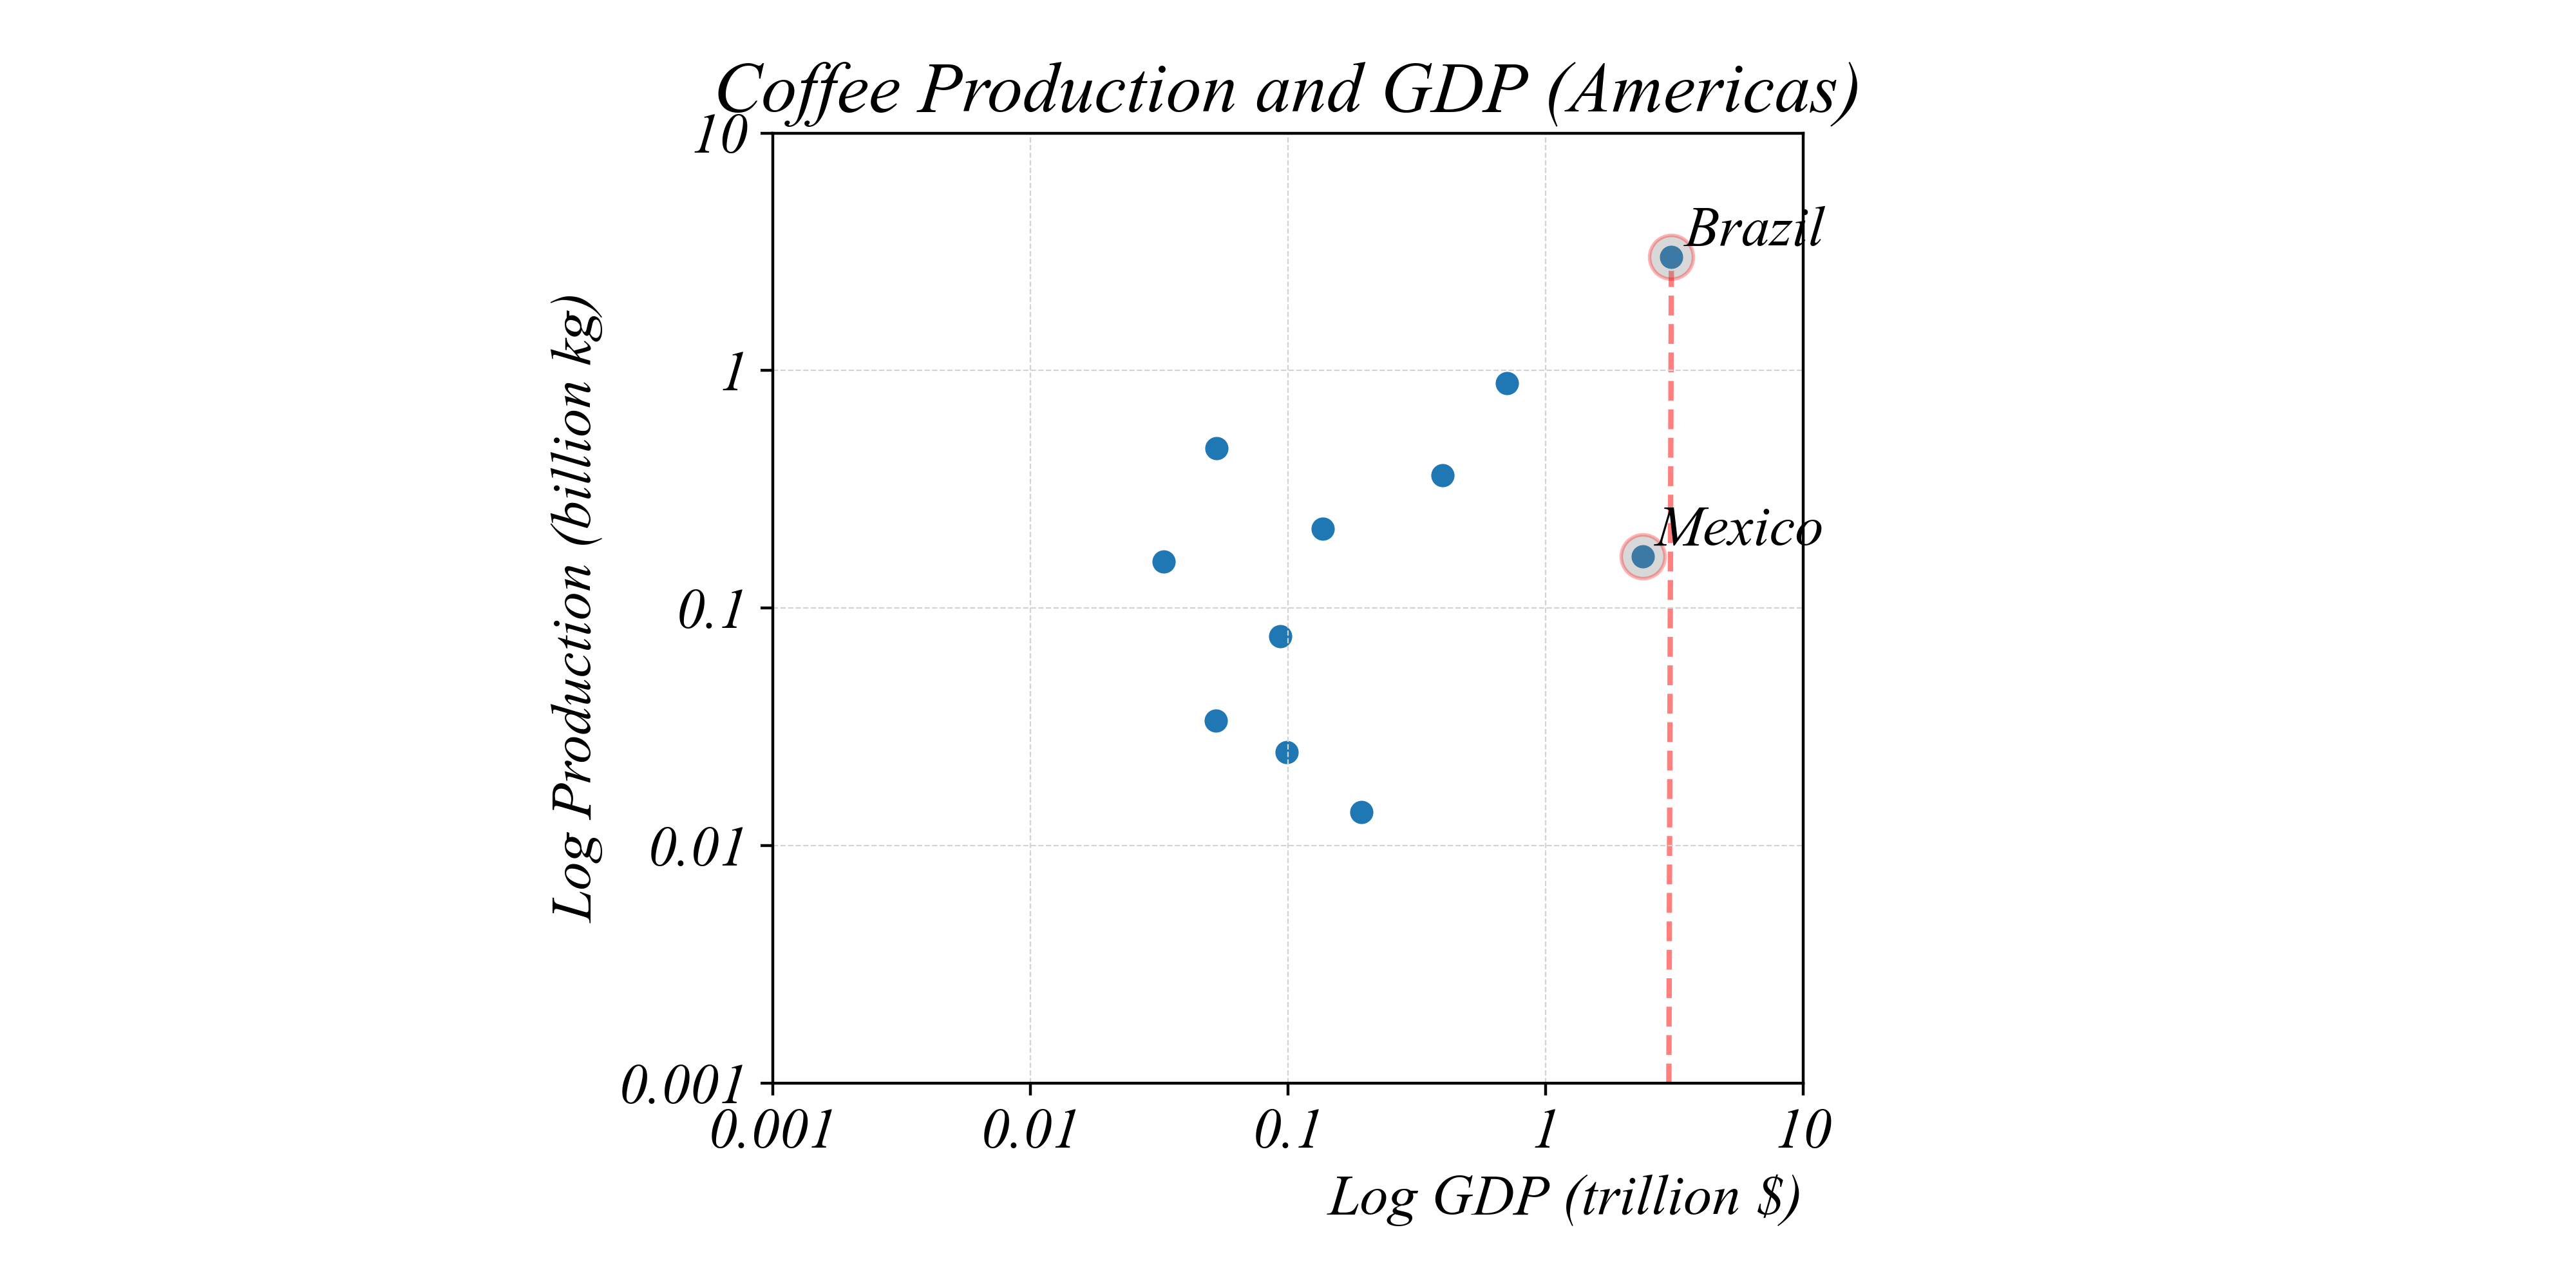 Coffee Production and GDP (Americas)
Log Production (billion kg)
10
1
0.1
0.01
0.001
Brazil
Mexico
0.001
0.01
0.1
1
10
Log GDP (trillion $)